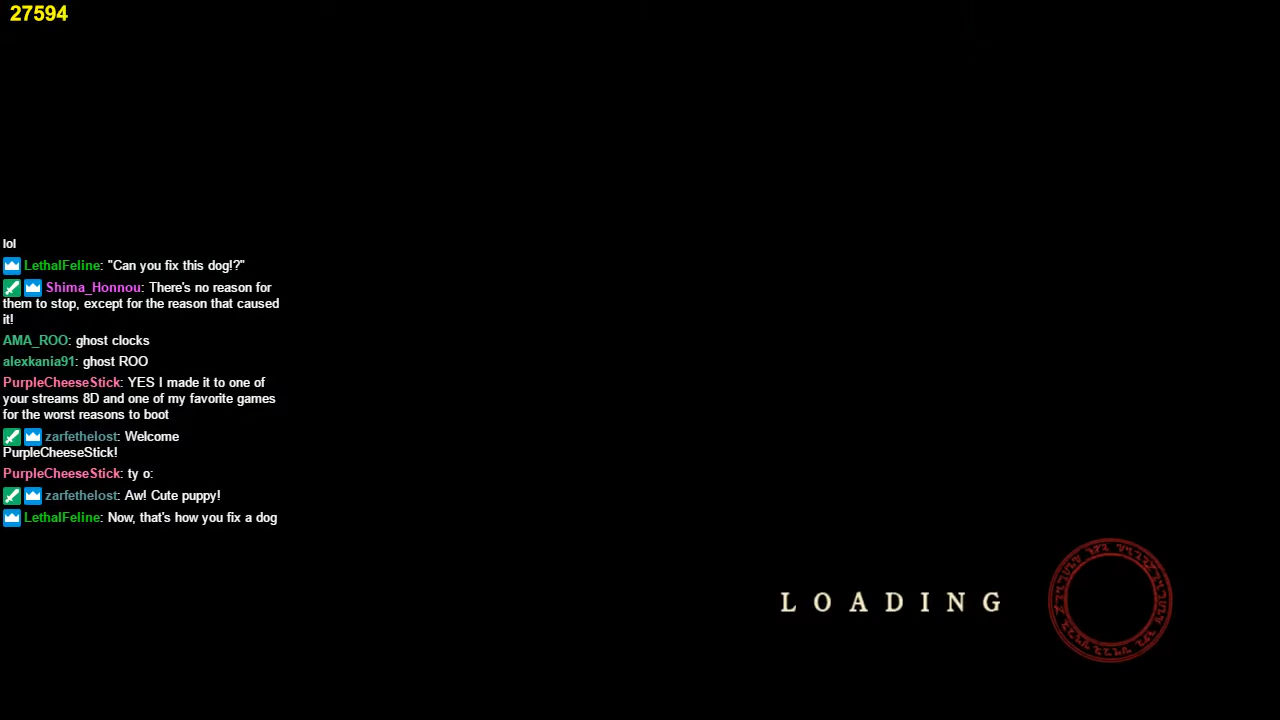 27594
lol
LethalFeline: "Can you fix this dog!?"
Shima_Honnou: There's no reason for
them to stop, except for the reason that caused
it!
AMA_ROO: ghost clocks
alexkania91: ghost ROO
PurpleCheeseStick: YES I made it to one of
your streams 8D and one of my favorite games
for the worst reasons to boot
zarfethelost: Welcome
PurpleCheeseStick!
PurpleCheeseStick: ty o:
zarfethelost: Aw! Cute puppy!
LethalFeline: Now, that's how you fix a dog
LOADING